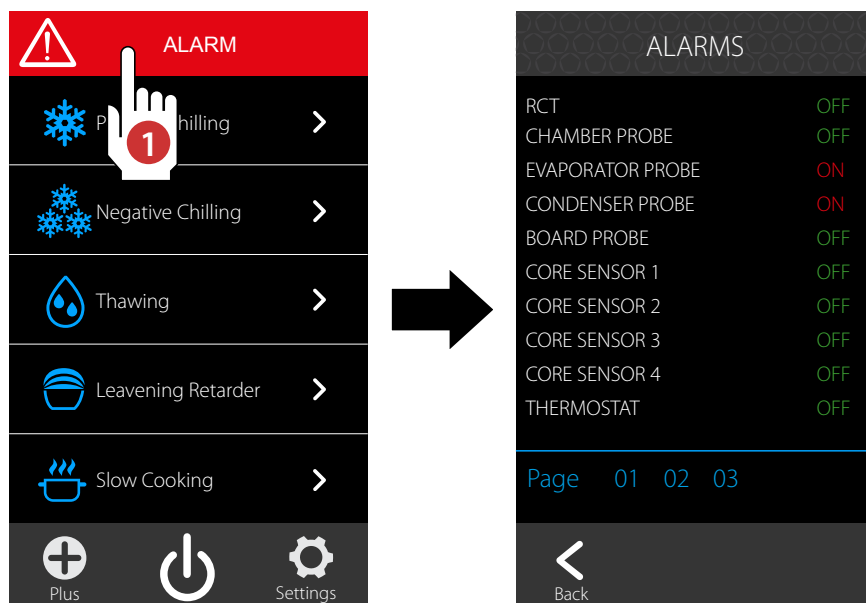 ALARM
P hilling
1
Negative Chilling
Thawing
Leavening Retarder
Slow Cooking
Plus
Settings
ALARMS
RCT OFF
CHAMBER PROBE OFF
EVAPORATOR PROBE ON
CONDENSER PROBE ON
BOARD PROBE OFF
CORE SENSOR 1 OFF
CORE SENSOR 2 OFF
CORE SENSOR 3 OFF
CORE SENSOR 4 OFF
THERMOSTAT OFF
Page 01 02 03
Back